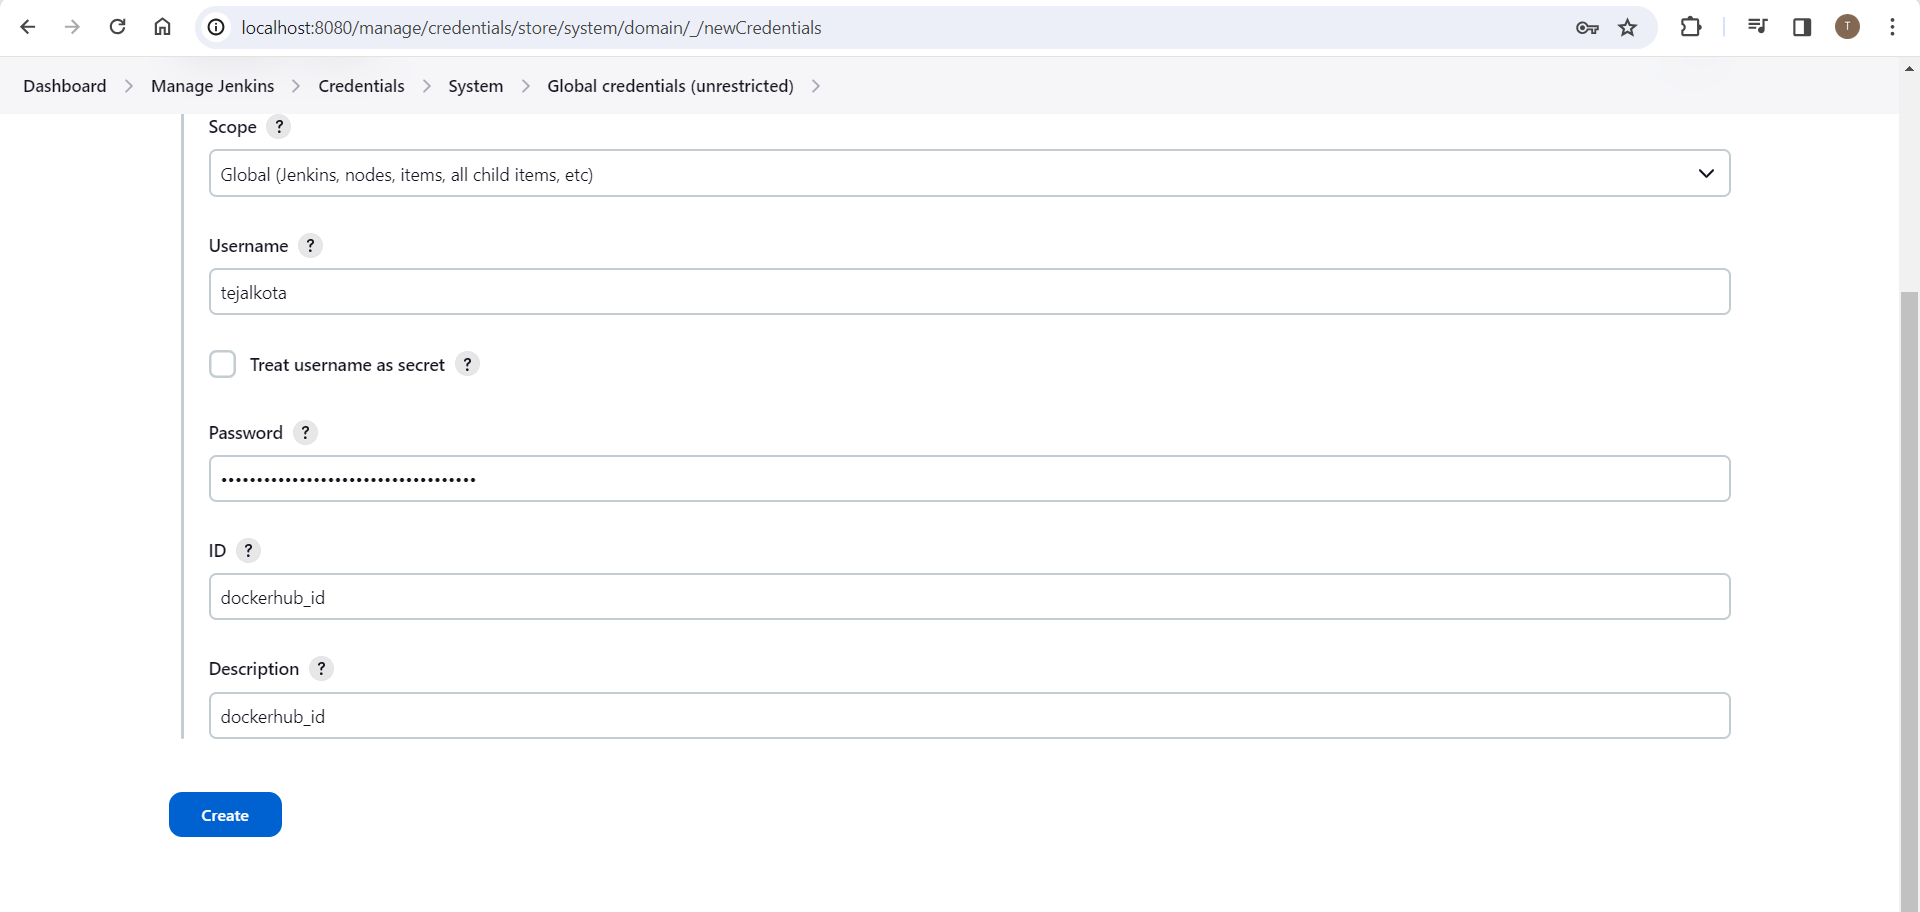 localhost:8080/manage/credentials/store/system/domain/_/newCredentials
T
Dashboard > Manage Jenkins > Credentials > System > Global credentials (unrestricted) >
Scope ?
Global (Jenkins, nodes, items, all child items, etc)
Username ?
tejalkota
Treat username as secret ?
Password ?
••••••••••••••••••••••••••••••••••••
ID ?
dockerhub_id
Description ?
dockerhub_id
Create